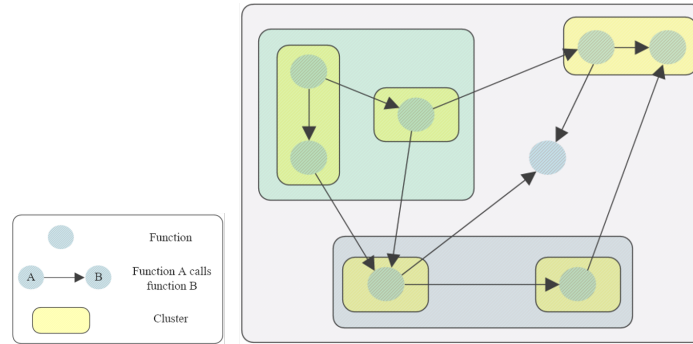 Function
A
B
Function A calls
function B
Cluster